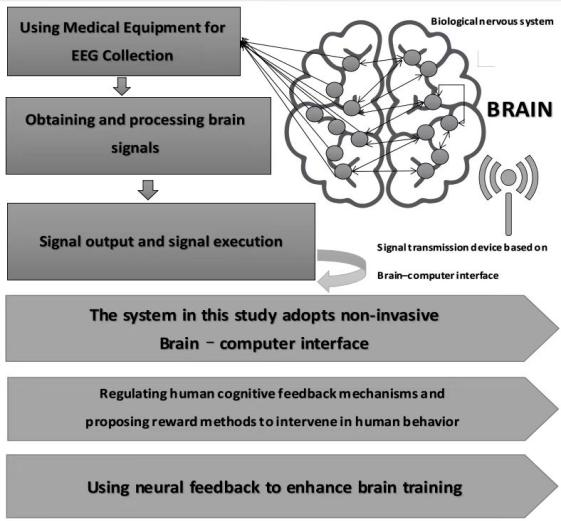 Using Medical Equipment for
EEG Collection
Biological nervous system
Obtaining and processing brain
signals
BRAIN
Signal output and signal execution
Signal transmission device based on
Brain–computer interface
The system in this study adopts non-invasive
Brain – computer interface
Regulating human cognitive feedback mechanisms and
proposing reward methods to intervene in human behavior
Using neural feedback to enhance brain training